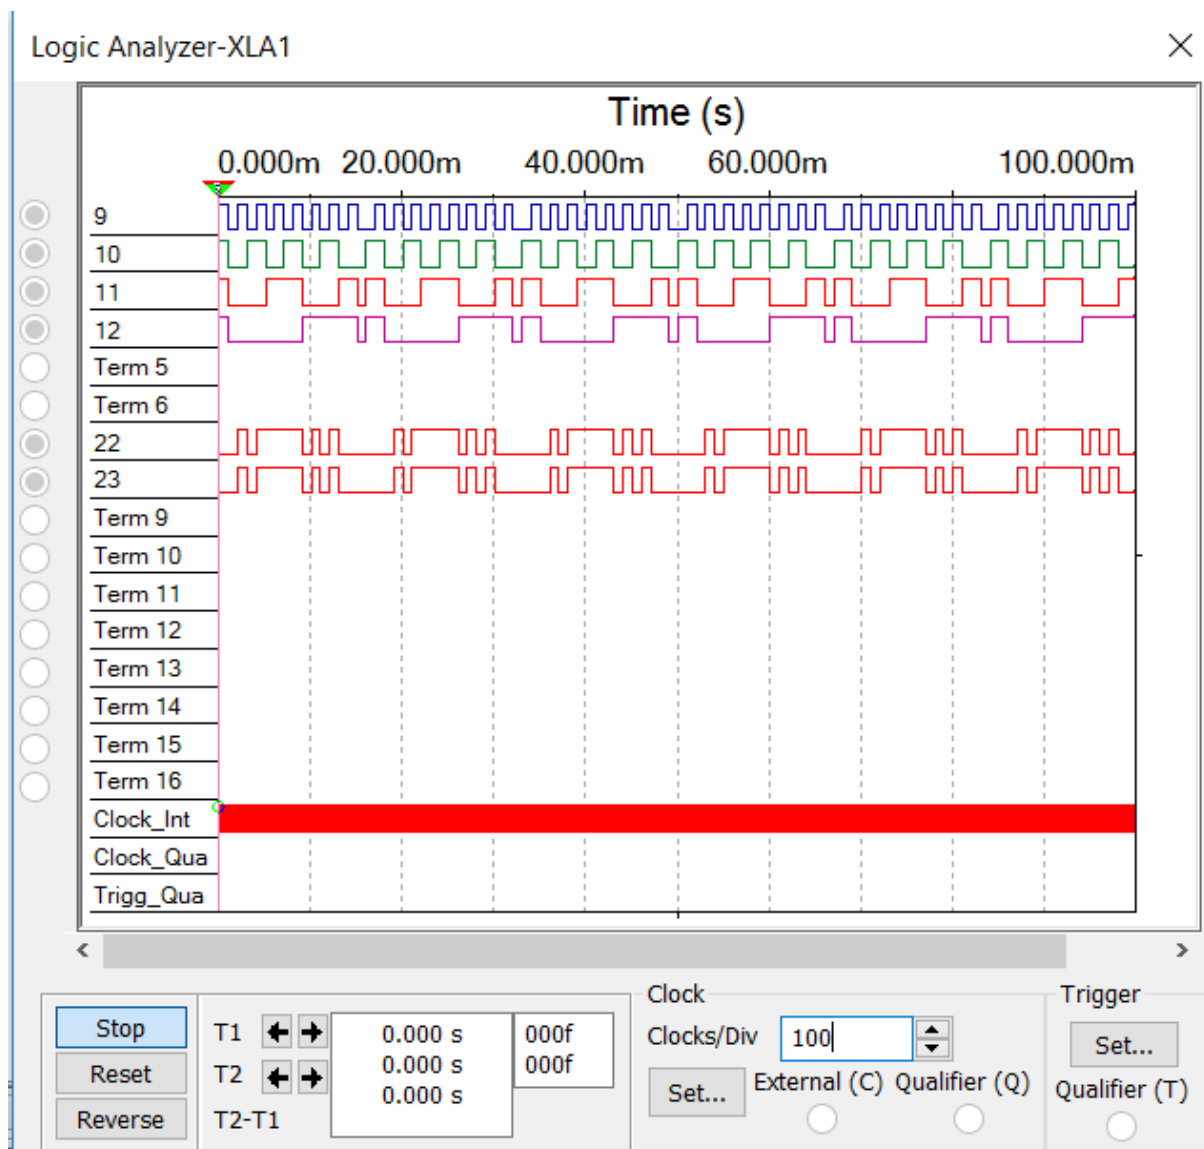 Logic Analyzer-XLA1
Time (s)
0.000m 20.000m 40.000m 60.000m 100.000m
9
10
11
12
Term 5
Term 6
22
23
Term 9
Term 10
Term 11
Term 12
Term 13
Term 14
Term 15
Term 16
Clock_Int
Clock_Qua
Trigg_Qua
Stop
Reset
Reverse
T1
T2
T2-T1
0.000 s
0.000 s
0.000 s
000f
000f
Clock
Clocks/Div 100
Set...
External (C) Qualifier (Q)
Trigger
Set...
Qualifier (T)